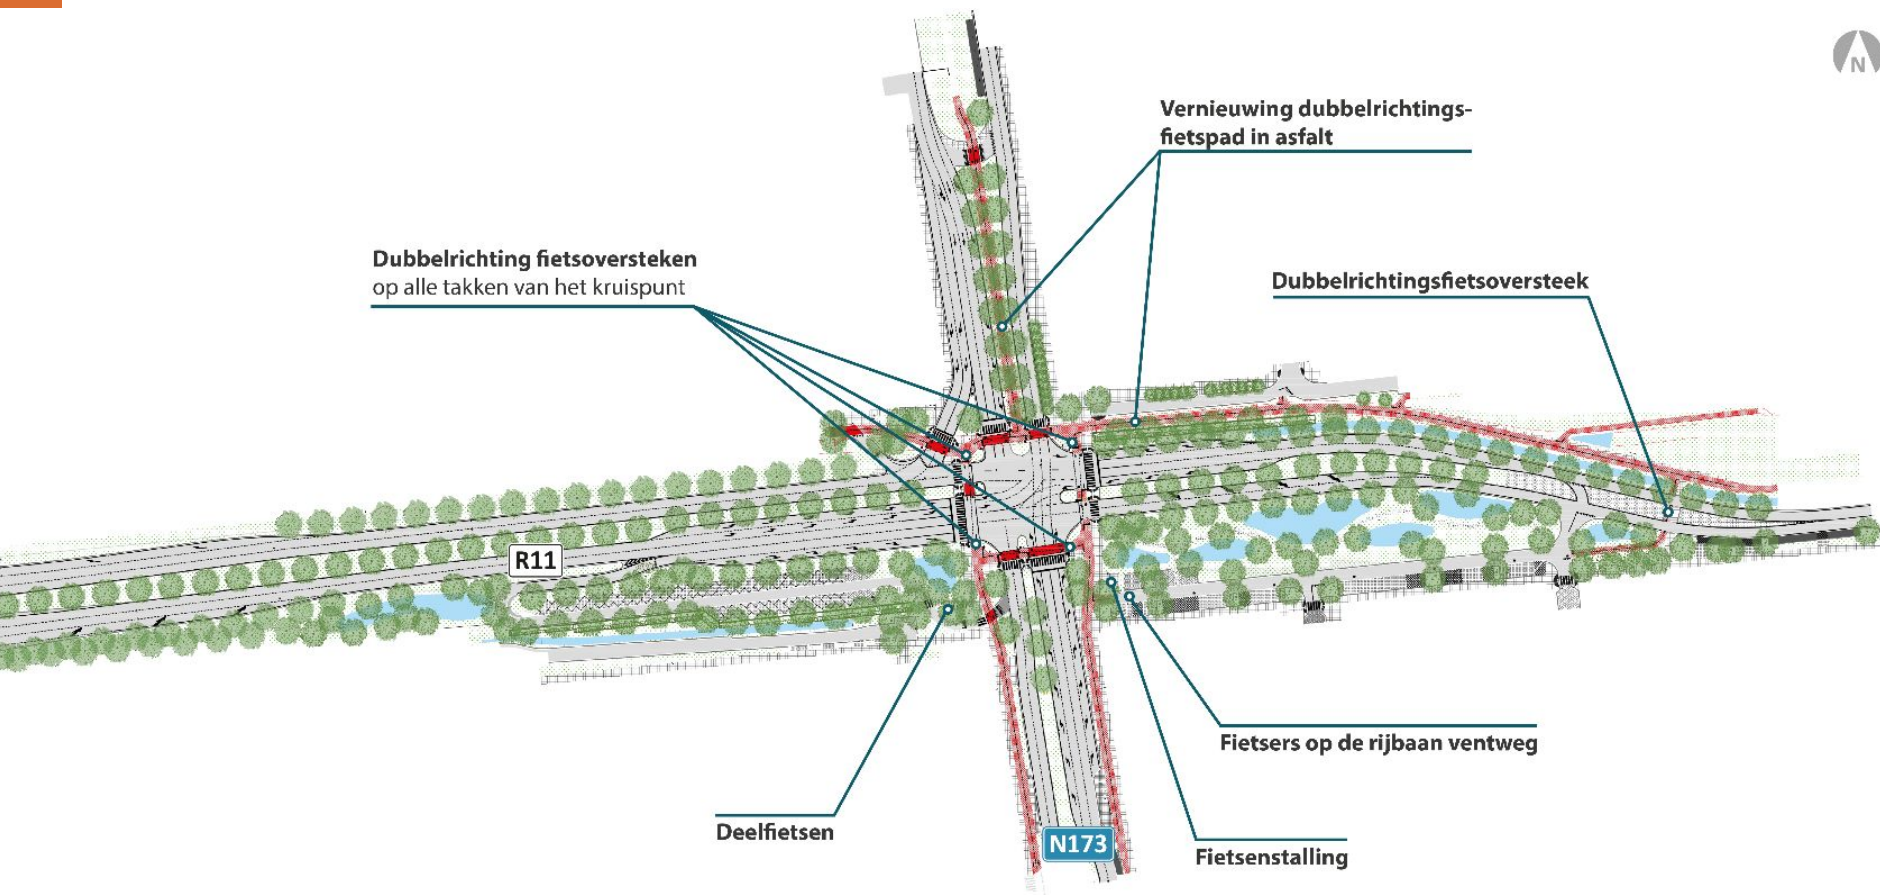 N
Vernieuwing dubbelrichtings-
fietspad in asfalt
Dubbelrichting fietsoversteken
op alle takken van het kruispunt
Dubbelrichtingsfietsoversteek
R11
Fietsers op de rijbaan ventweg
Deelfietsen
N173
Fietsenstalling